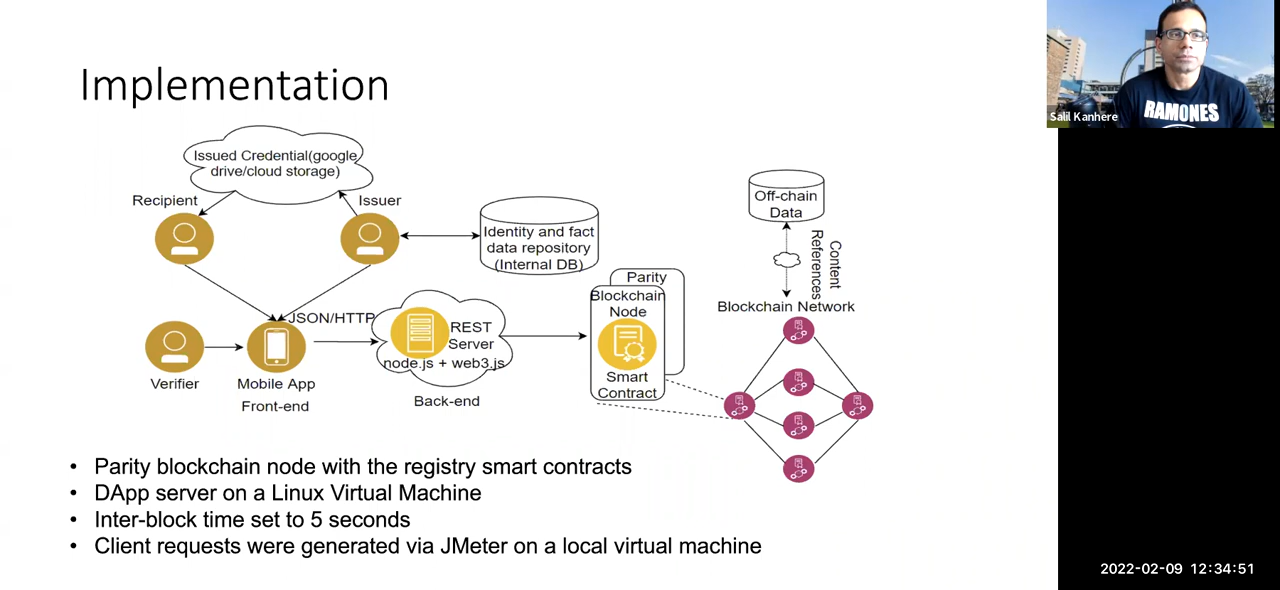 Implementation
Issued Credential(google
drive/cloud storage)
Recipient
Issuer
Identity and fact
data repository
(Internal DB)
JSON/HTTP
REST
Server
node.js + web3.js
Verifier
Mobile App
Front-end
Back-end
Parity
Blockchain
Node
Smart
Contract
Off-chain
Data
Content
References
Blockchain Network
• Parity blockchain node with the registry smart contracts
• DApp server on a Linux Virtual Machine
• Inter-block time set to 5 seconds
• Client requests were generated via JMeter on a local virtual machine
RAMONES
Salil Kanhere
2022-02-09 12:34:51